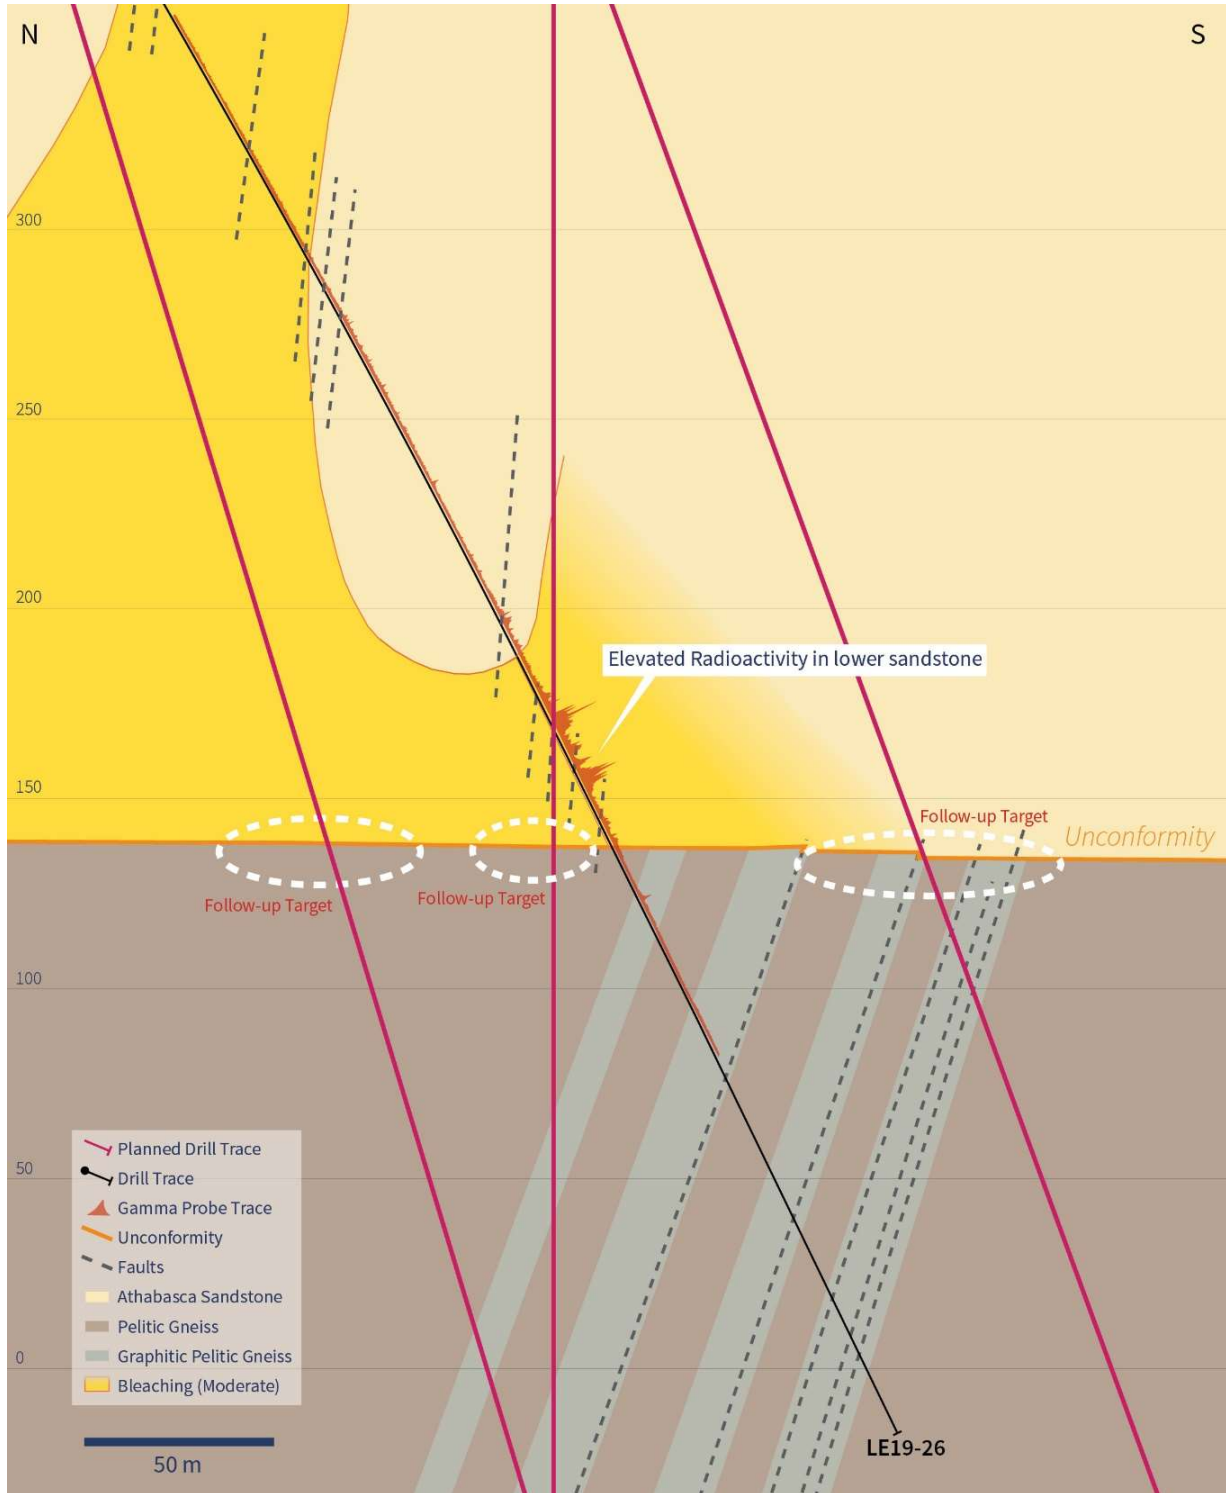 N
S
300
250
200
Elevated Radioactivity in lower sandstone
150
Follow-up Target
Unconformity
Follow-up Target
Follow-up Target
100
50
0
Planned Drill Trace
Drill Trace
Gamma Probe Trace
Unconformity
Faults
Athabasca Sandstone
Pelitic Gneiss
Graphitic Pelitic Gneiss
Bleaching (Moderate)
50 m
LE19-26